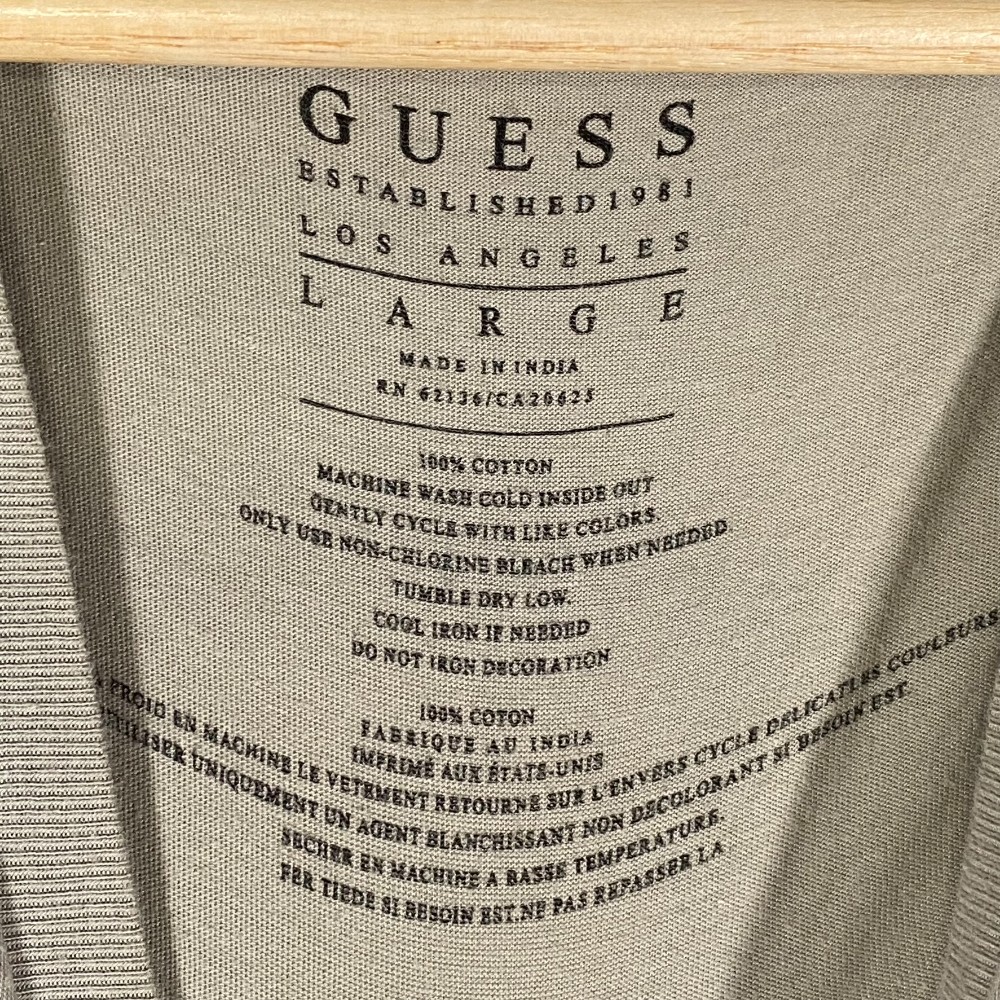 GUESS
ESTABLISHED1981
LOS ANGELES
LARGE
MADE IN INDIA
RN 62136/CA20625
100% COTTON
MACHINE WASH COLD INSIDE OUT
GENTLY CYCLE WITH LIKE COLORS.
ONLY USE NON-CHLORINE BLEACH WHEN NEEDED
TUMBLE DRY LOW.
COOL IRON IF NEEDED
DO NOT IRON DECORATION
100% COTON
FABRIQUE AU INDIA
IMPRIMÉ AUX ÉTATS-UNIS
FROID EN MACHINE LE VETEMENT RETOURNE SUR L'ENVERS CYCLE DELICATLES COULEURS
UNIQUEMENT UN AGENT BLANCHISSANT NON DECOLORANT SI BESOIN EST.
SECHER EN MACHINE A BASSE TEMPERATURE.
FER TIEDE SI BESOIN EST.NE PAS REPASSER LA